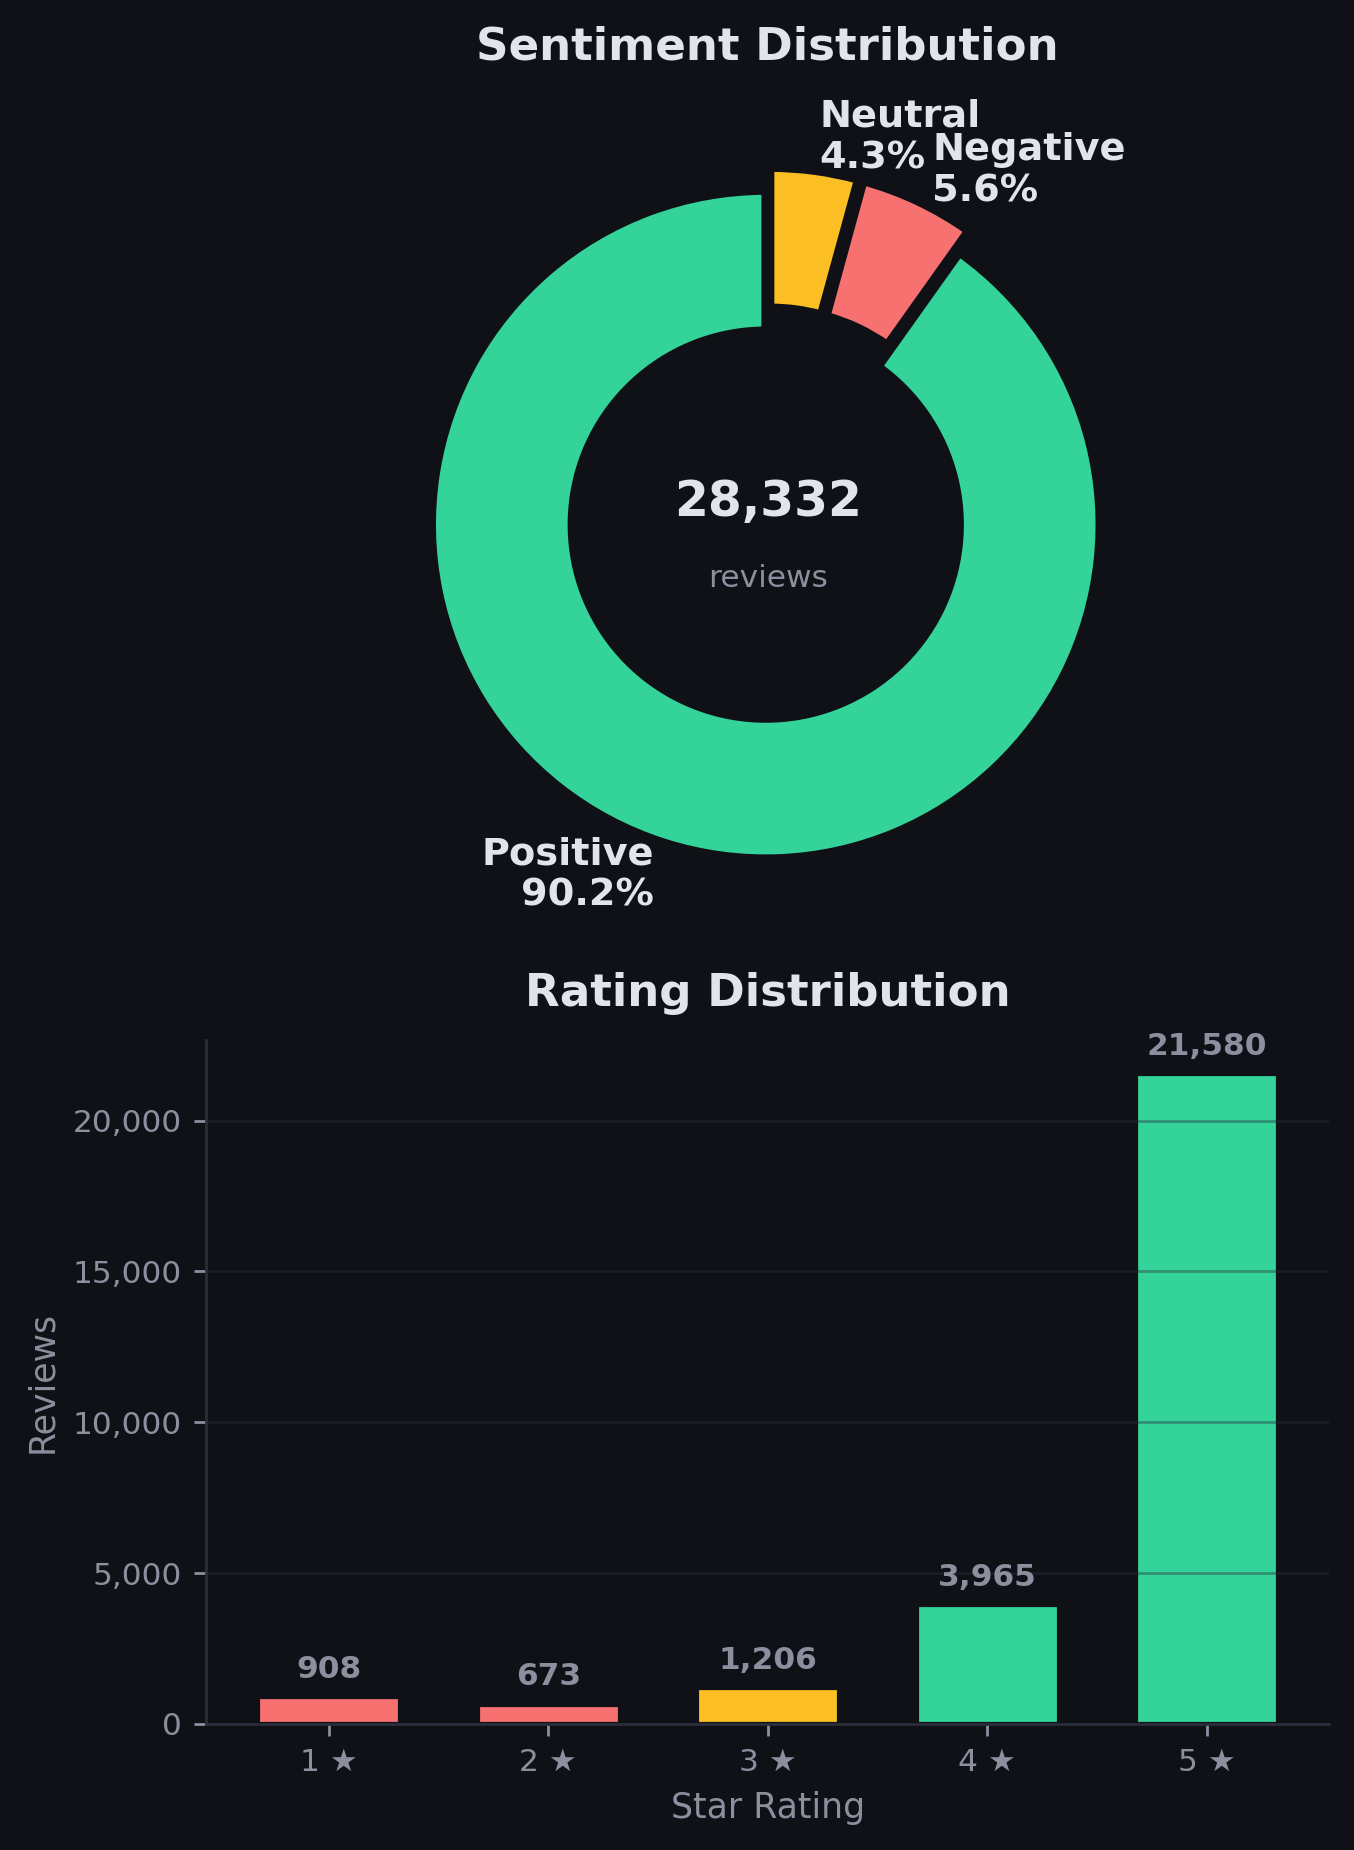 Sentiment Distribution
Neutral
4.3%
Negative
5.6%
28,332
reviews
Positive
90.2%
Rating Distribution
21,580
20,000
15,000
10,000
5,000
0
Reviews
908
673
1,206
3,965
1 ★
2 ★
3 ★
4 ★
5 ★
Star Rating